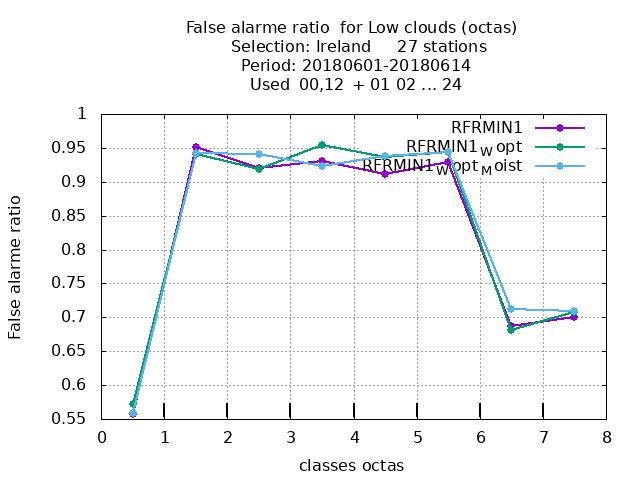 False alarme ratio  for Low clouds (octas)
Selection: Ireland     27 stations
Period: 20180601-20180614
Used  00,12  + 01 02 ... 24
RFRMIN1
RFRMIN1_W opt
RFRMIN1_W opt_M oist
1
0.95
0.9
0.85
0.8
0.75
0.7
0.65
0.6
0.55
0 1 2 3 4 5 6 7 8
False alarme ratio
classes octas